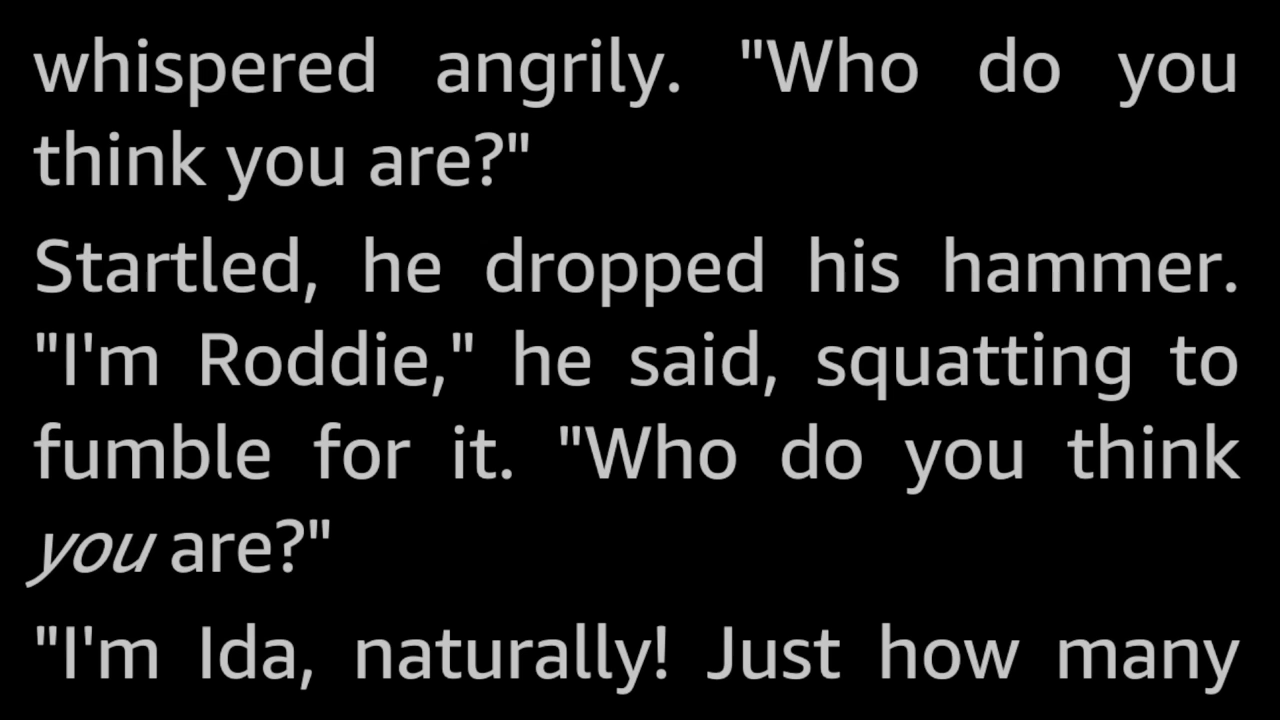 whispered angrily. "Who do you
think you are?"
Startled, he dropped his hammer.
"I'm Roddie," he said, squatting to
fumble for it. "Who do you think
you are?"
"I'm Ida, naturally! Just how many